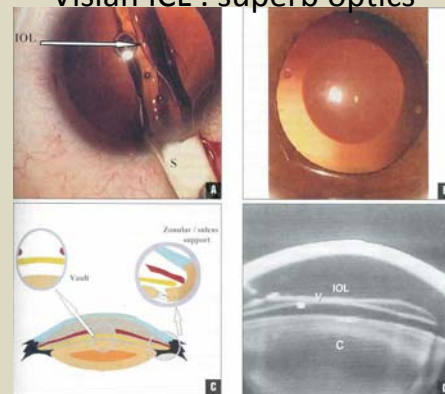 Visian ICL : superb optics
IOL
S
A
Zonular / sulcus
support
Vault
C
IOL
V
C